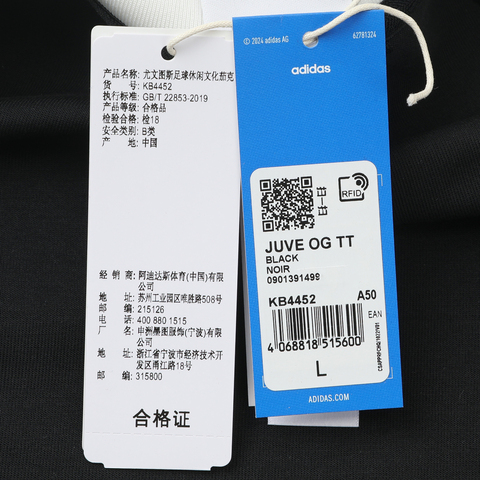 产品名称: 尤文图斯足球休闲文化茄克
货 号: KB4452
执行标准: GB/T 22853-2019
产品等级: 合格品
检验合格: 检18
安全类别: B类
产 地: 中国
经 销 商: 阿迪达斯体育(中国)有限公司
地 址: 苏州工业园区唯胜路508号
邮 编: 215126
电 话: 400 880 1515
厂 商: 申洲墨图服饰(宁波)有限公司
地 址: 浙江省宁波市经济技术开发区甬江路18号
邮 编: 315800
合格证
© 2024 adidas AG
62781324
adidas
RFID
JUVE OG TT
BLACK
NOIR
0901391499
KB4452 A50
EAN
4 068818 515600
L
ADIDAS.COM